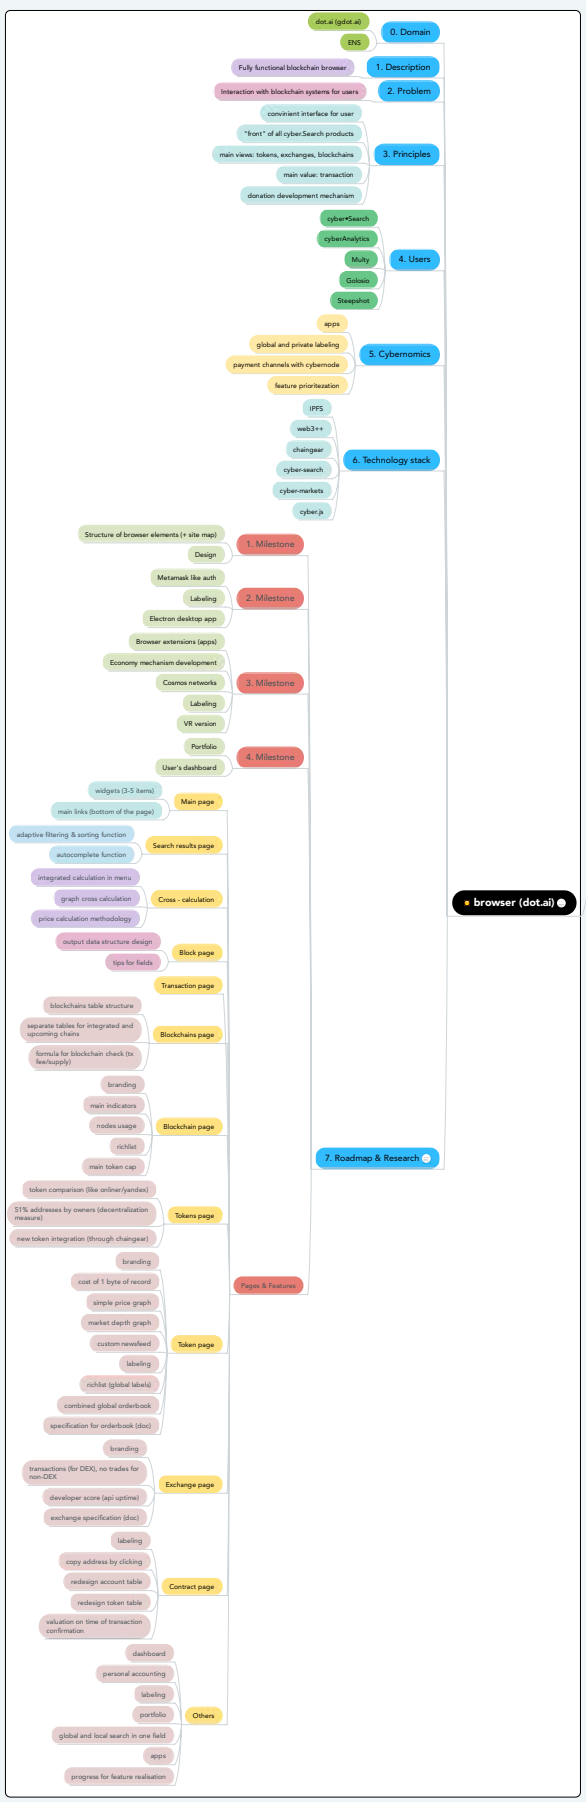 browser (dot.ai)
0. Domain
dot.ai (gdot.ai)
ENS
1. Description
Fully functional blockchain browser
2. Problem
Interaction with blockchain systems for users
3. Principles
convinient interface for user
"front" of all cyber.Search products
main views: tokens, exchanges, blockchains
main value: transaction
donation development mechanism
4. Users
cyber•Search
cyberAnalytics
Multy
Golosio
Steepshot
5. Cybernomics
apps
global and private labeling
payment channels with cybernode
feature prioritezation
6. Technology stack
IPFS
web3++
chaingear
cyber-search
cyber-markets
cyber.js
7. Roadmap & Research
1. Milestone
Structure of browser elements (+ site map)
Design
2. Milestone
Metamask like auth
Labeling
Electron desktop app
3. Milestone
Browser extensions (apps)
Economy mechanism development
Cosmos networks
Labeling
VR version
4. Milestone
Portfolio
User's dashboard
Pages & Features
Main page
widgets (3-5 items)
main links (bottom of the page)
Search results page
adaptive filtering & sorting function
autocomplete function
Cross - calculation
integrated calculation in menu
graph cross calculation
price calculation methodology
Block page
output data structure design
tips for fields
Transaction page
Blockchains page
blockchains table structure
separate tables for integrated and
upcoming chains
formula for blockchain check (tx
fee/supply)
Blockchain page
branding
main indicators
nodes usage
richlist
main token cap
Tokens page
token comparison (like onliner/yandex)
51% addresses by owners (decentralization
measure)
new token integration (through chaingear)
Token page
branding
cost of 1 byte of record
simple price graph
market depth graph
custom newsfeed
labeling
richlist (global labels)
combined global orderbook
specification for orderbook (doc)
Exchange page
branding
transactions (for DEX), no trades for
non-DEX
developer score (api uptime)
exchange specification (doc)
Contract page
labeling
copy address by clicking
redesign account table
redesign token table
valuation on time of transaction
confirmation
Others
dashboard
personal accounting
labeling
portfolio
global and local search in one field
apps
progress for feature realisation